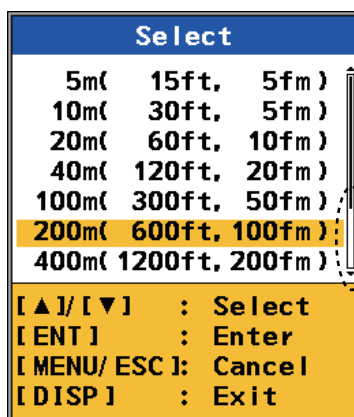 Select
5m( 15ft, 5fm)
10m( 30ft, 5fm)
20m( 60ft, 10fm)
40m( 120ft, 20fm)
100m( 300ft, 50fm)
200m( 600ft, 100fm)
400m( 1200ft, 200fm)
[▲]/[▼] : Select
[ENT] : Enter
[MENU/ESC]: Cancel
[DISP] : Exit